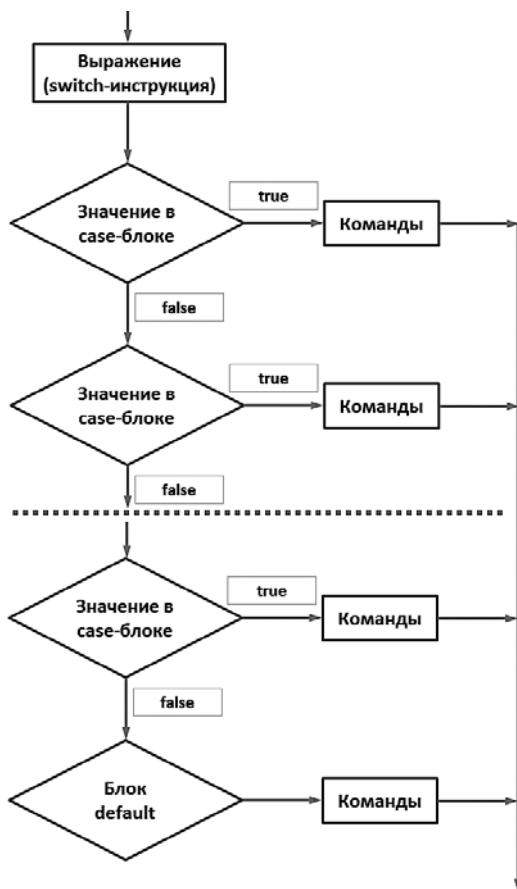 Выражение
(switch-инструкция)
true
Значение в
case-блоке
Команды
false
true
Значение в
case-блоке
Команды
false
true
Значение в
case-блоке
Команды
false
Блок
default
Команды